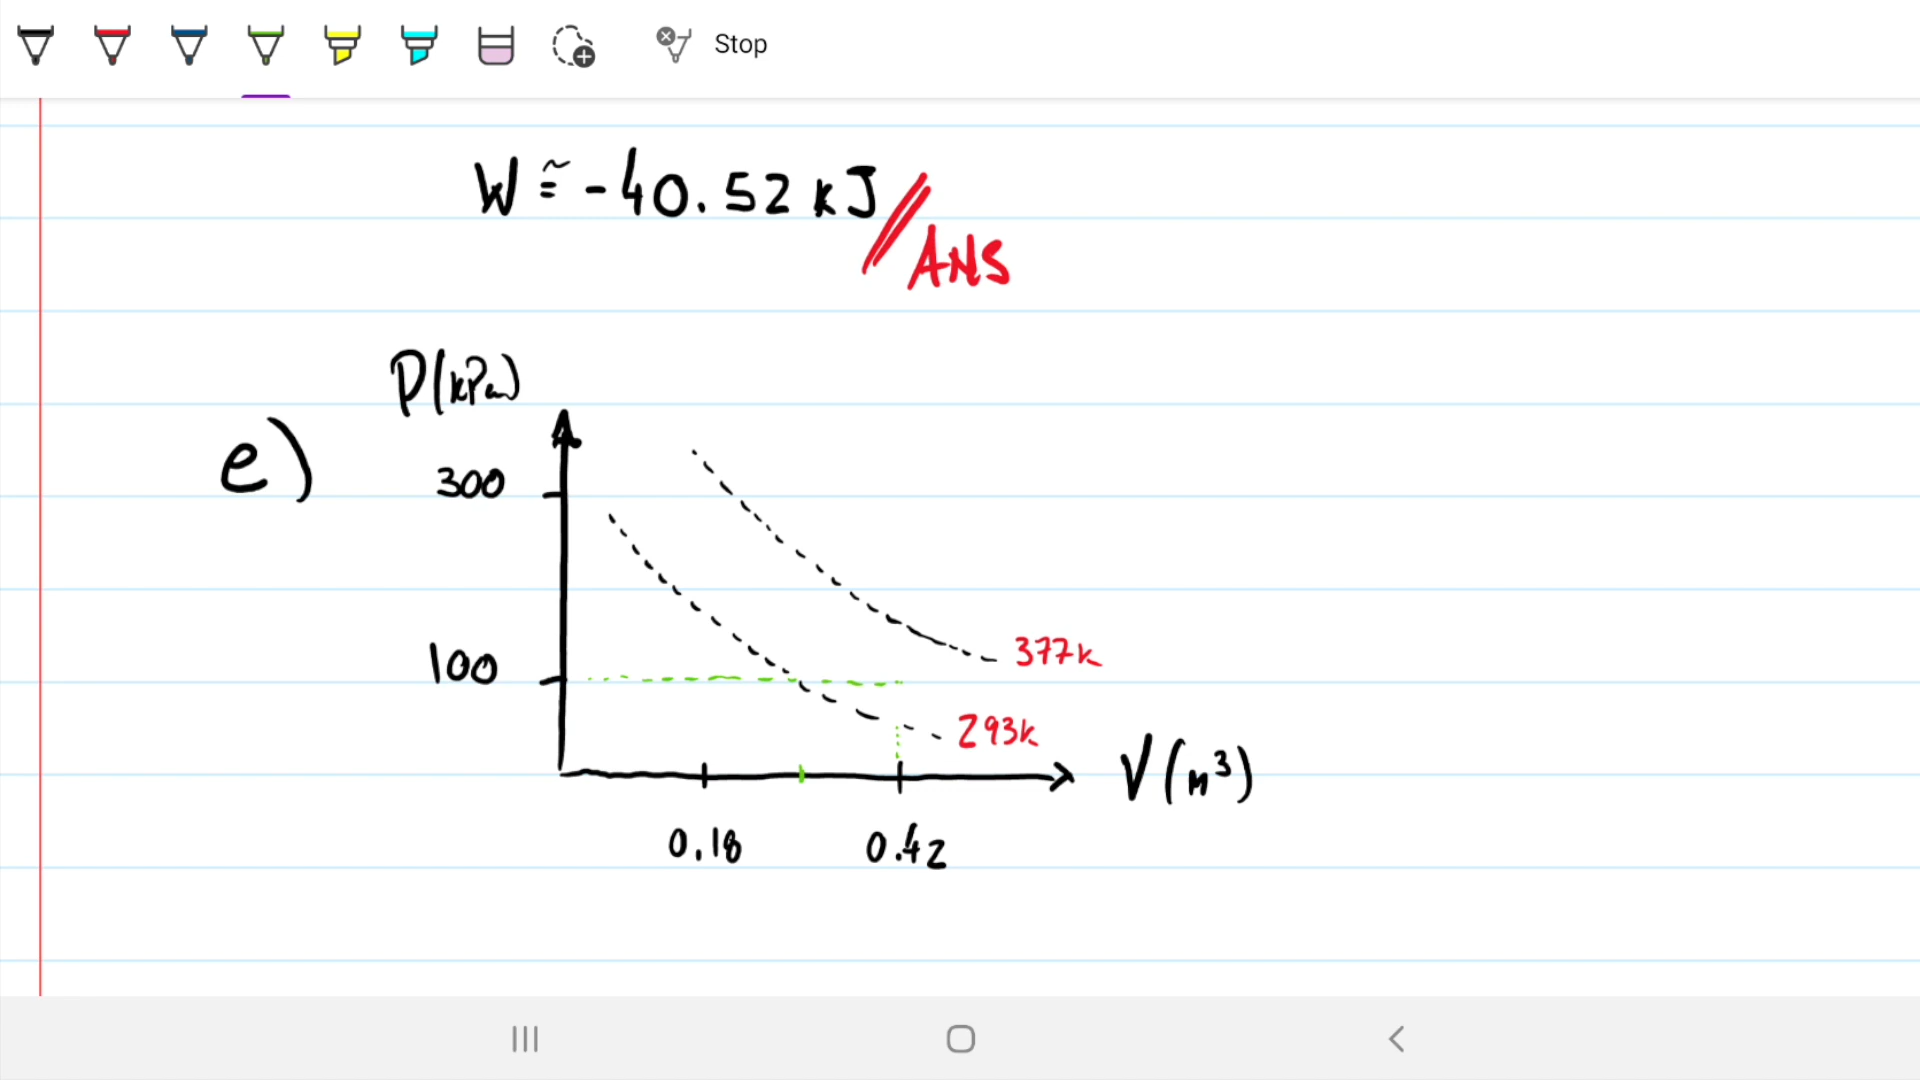 Stop
W ≅ -40.52 kJ // ANS
P(kPa)
e)
300
100
377k
293k
V(m³)
0.18
0.42